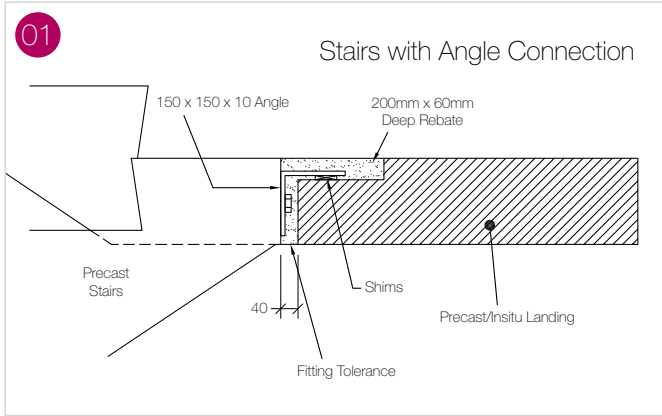 01
Stairs with Angle Connection
150 x 150 x 10 Angle
200mm x 60mm
Deep Rebate
Precast
Stairs
40
Shims
Precast/Insitu Landing
Fitting Tolerance